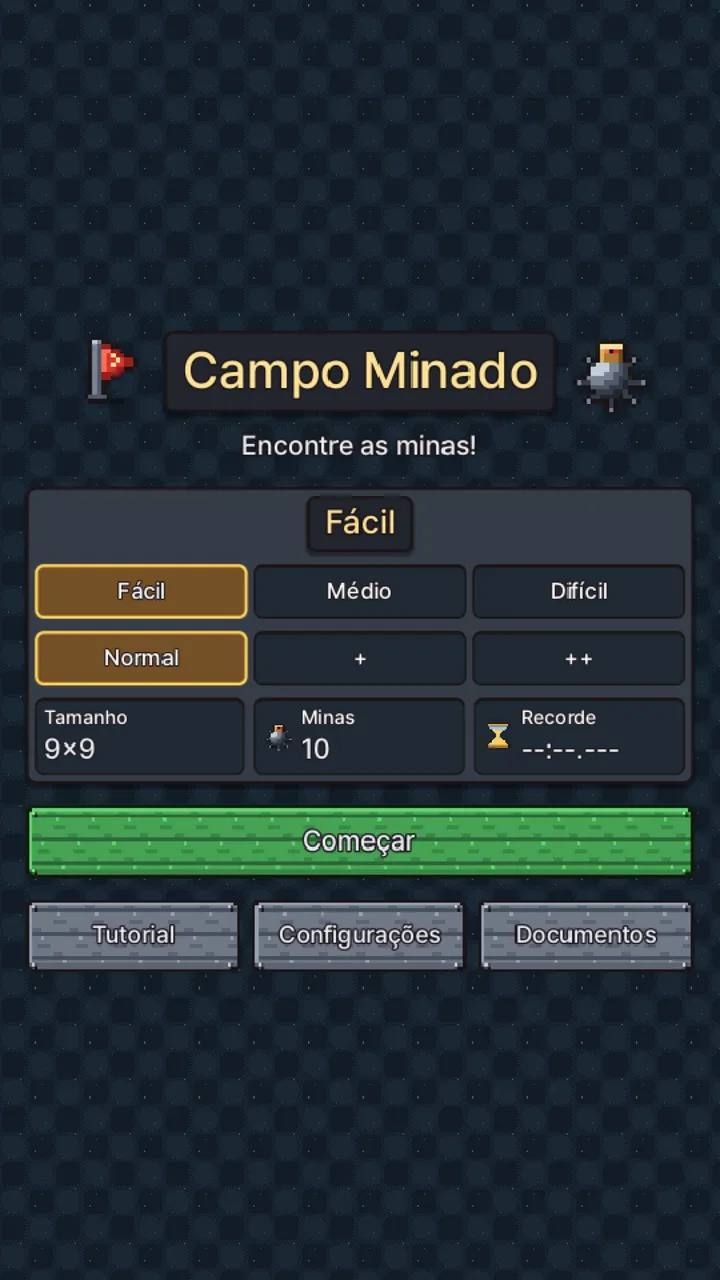 Campo Minado
Encontre as minas!
Fácil
Fácil Médio Difícil
Normal + ++
Tamanho Minas Recorde
9×9 10 --:--.---
Começar
Tutorial Configurações Documentos